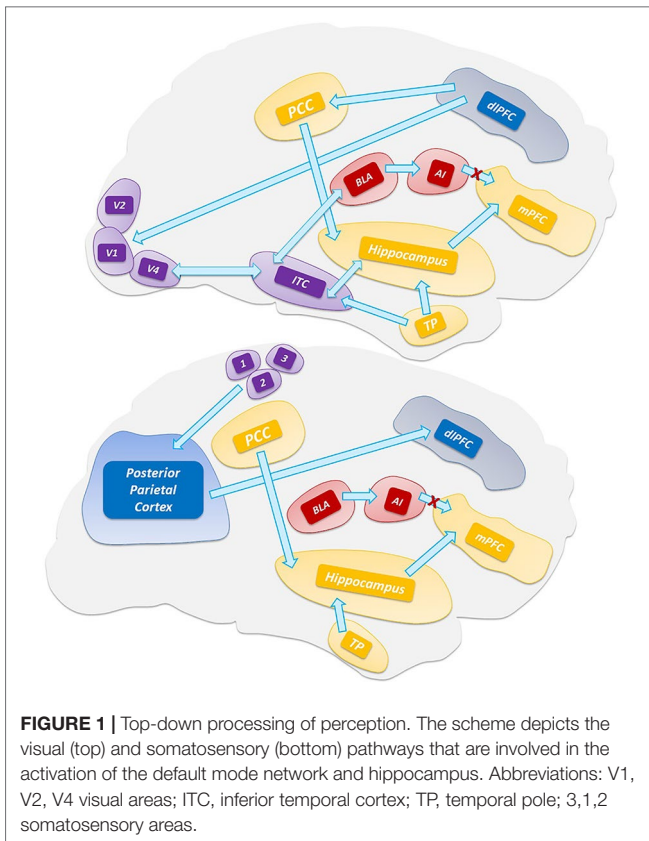 PCC
dlPFC
BLA
AI
mPFC
V2
V1
V4
ITC
Hippocampus
TP
1
3
2
PCC
dlPFC
Posterior
Parietal
Cortex
BLA
AI
mPFC
Hippocampus
TP
FIGURE 1 | Top-down processing of perception. The scheme depicts the
visual (top) and somatosensory (bottom) pathways that are involved in the
activation of the default mode network and hippocampus. Abbreviations: V1,
V2, V4 visual areas; ITC, inferior temporal cortex; TP, temporal pole; 3,1,2
somatosensory areas.